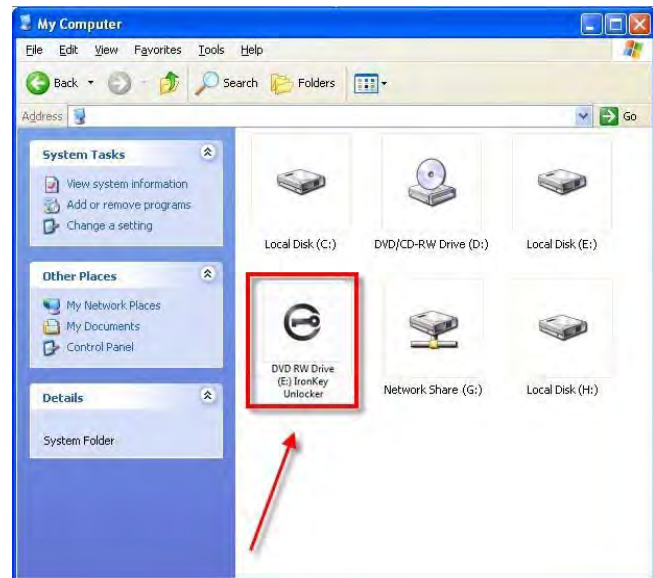 My Computer
File Edit View Favorites Tools Help
Back Search Folders
Address Go
System Tasks
View system information
Add or remove programs
Change a setting
Other Places
My Network Places
My Documents
Control Panel
Details
System Folder
Local Disk (C:) DVD/CD-RW Drive (D:) Local Disk (E:)
DVD RW Drive
(E:) IronKey
Unlocker
Network Share (G:) Local Disk (H:)